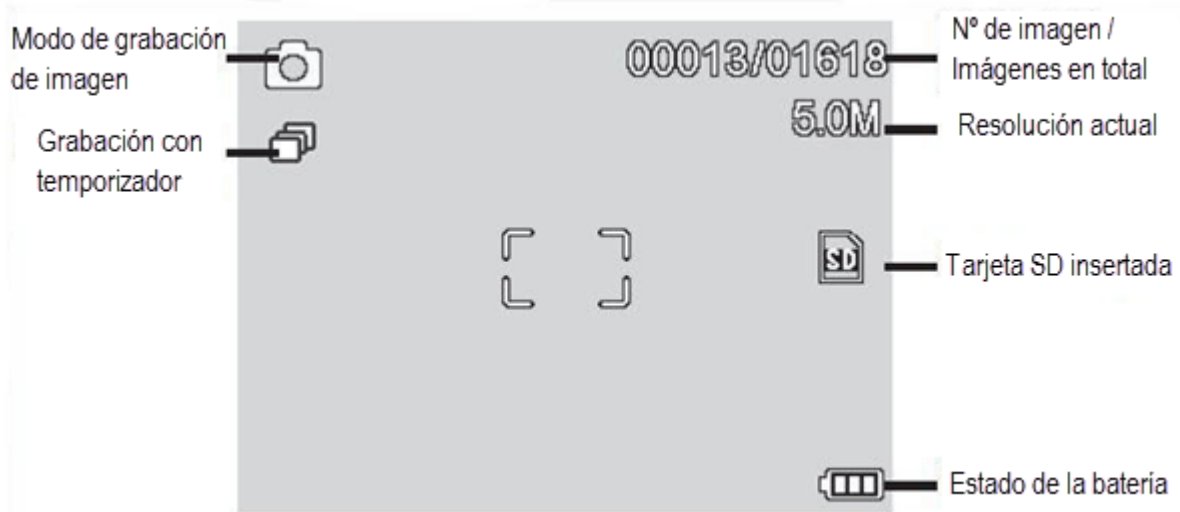 Modo de grabación
de imagen
00013/01618
Nº de imagen /
Imágenes en total
5.0M
Resolución actual
Grabación con
temporizador
SD
Tarjeta SD insertada
Estado de la batería